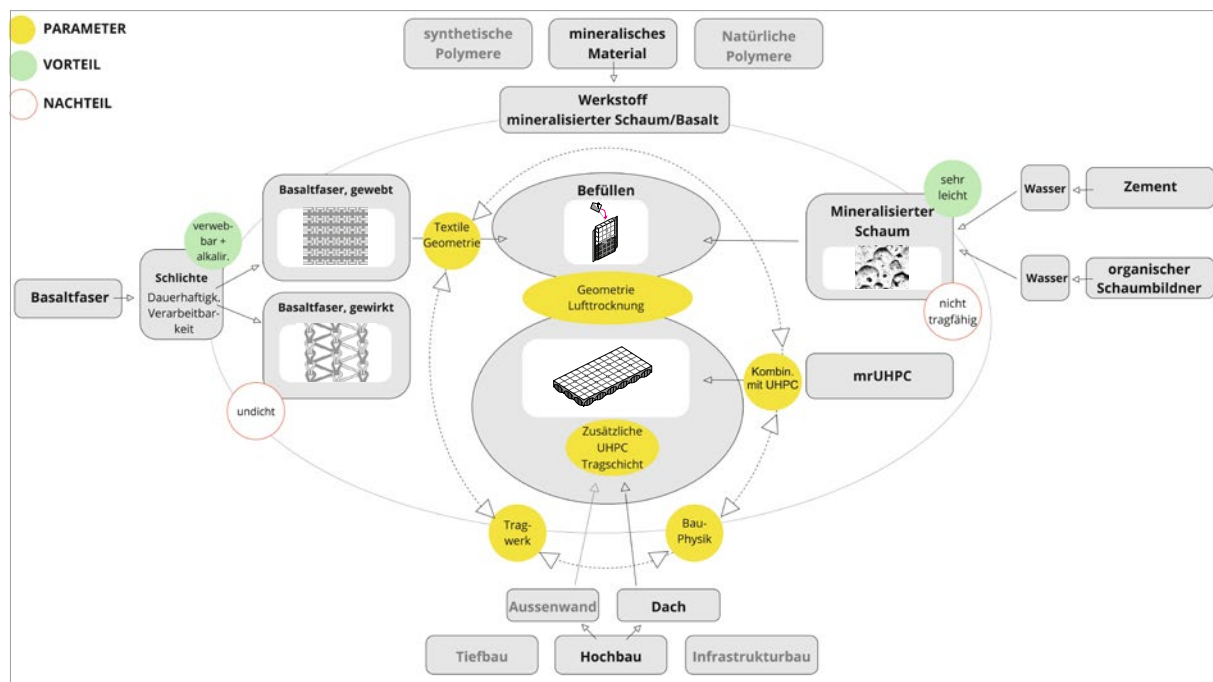 PARAMETER
VORTEIL
NACHTEIL
synthetische
Polymere
mineralisches
Material
Natürliche
Polymere
Werkstoff
mineralisierter Schaum/Basalt
Basaltfaser
Schlichte
Dauerhaftigk.
Verarbeitbar-
keit
verweb-
bar +
alkalir.
Basaltfaser, gewebt
Basaltfaser, gewirkt
undicht
Textile
Geometrie
Befüllen
Geometrie
Lufttrocknung
Zusätzliche
UHPC
Tragschicht
Kombin.
mit UHPC
mrUHPC
Mineralisierter
Schaum
sehr
leicht
nicht
tragfähig
Wasser
Zement
Wasser
organischer
Schaumbildner
Trag-
werk
Bau-
Physik
Aussenwand
Dach
Tiefbau
Hochbau
Infrastrukturbau